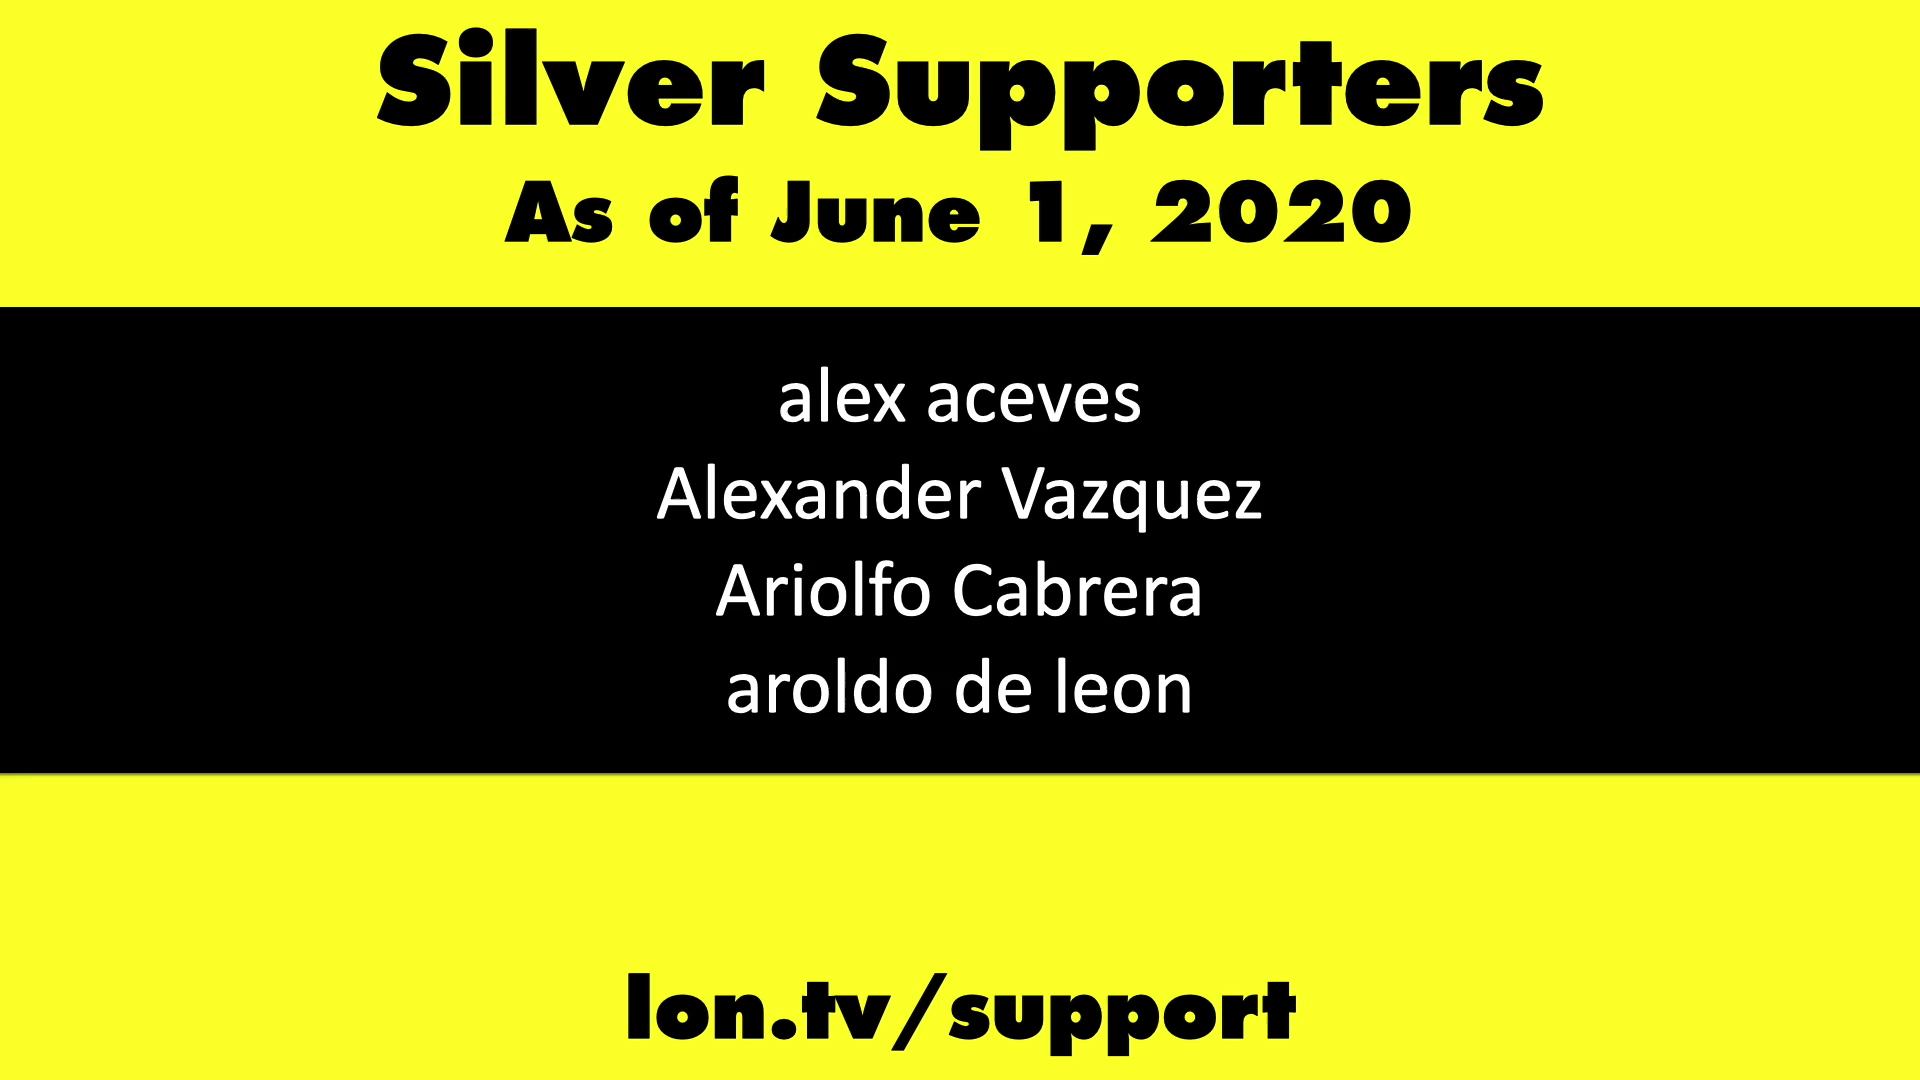 Silver Supporters
As of June 1, 2020
alex aceves
Alexander Vazquez
Ariolfo Cabrera
aroldo de leon
lon.tv/support